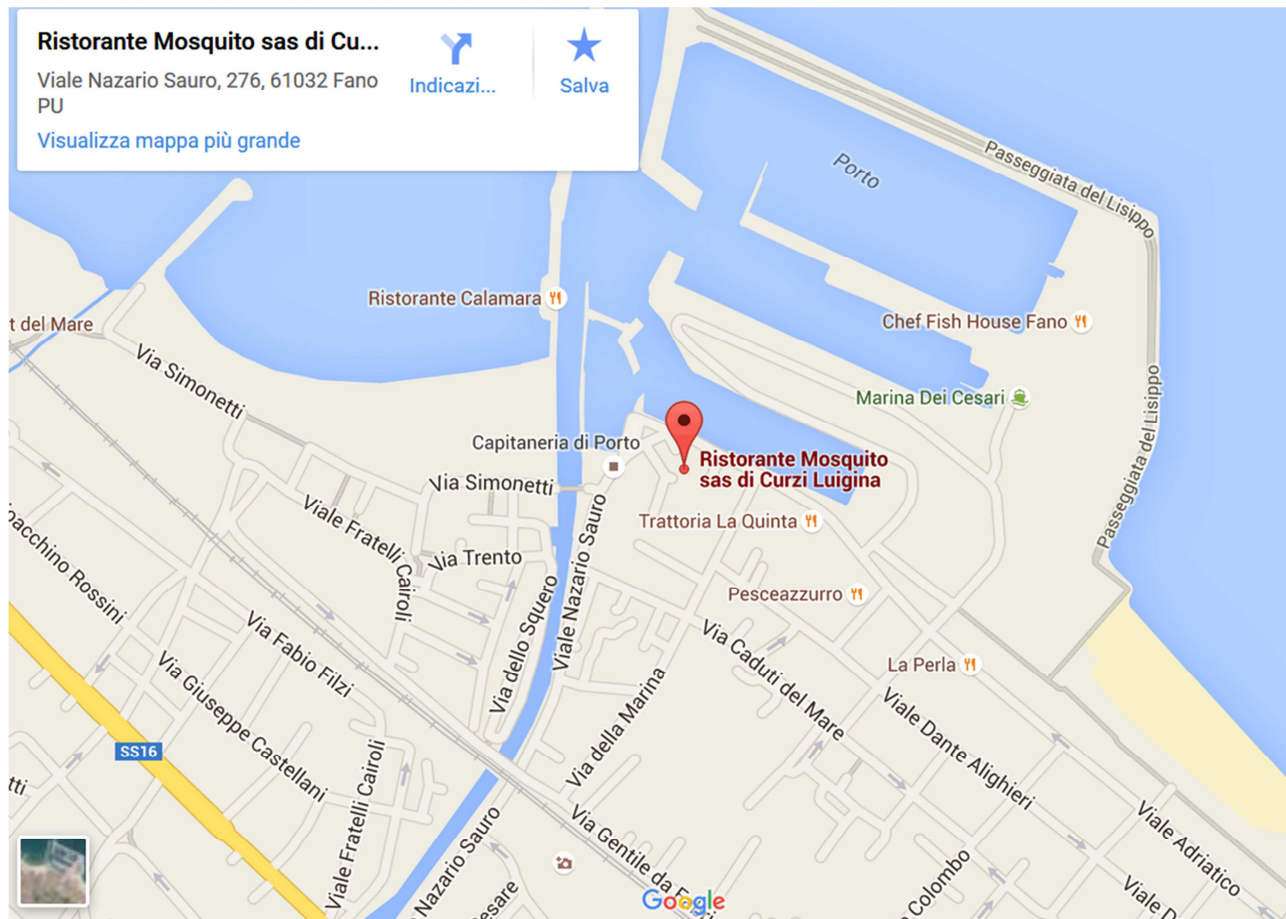 Ristorante Mosquito sas di Cu...
Viale Nazario Sauro, 276, 61032 Fano
PU
Visualizza mappa più grande
Indicazi...
Salva
Porto
Passeggiata del Lisippo
Ristorante Calamara
t del Mare
Chef Fish House Fano
Via Simonetti
Marina Dei Cesari
Passeggiata del Lisippo
Capitaneria di Porto
Ristorante Mosquito
sas di Curzi Luigina
Via Simonetti
Trattoria La Quinta
Viale Fratelli Cairoli
Via Trento
Viale Nazario Sauro
Via dello Squero
oacchino Rossini
Pesceazzurro
Via Fabio Filzi
Via Caduti del Mare
La Perla
Via Giuseppe Castellani
Via della Marina
Viale Dante Alighieri
SS16
tti
Viale Fratelli Cairoli
Viale Adriatico
Via Gentile da F
Nazario Sauro
esare
Colombo
Viale D
Google